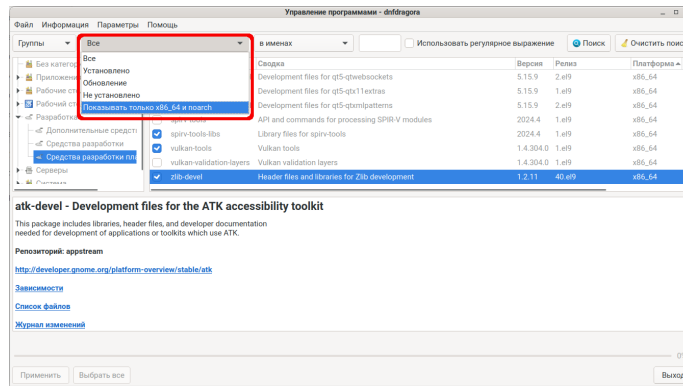 Управление программами - dnfdragora
Файл Информация Параметры Помощь
Группы Все в именах Использовать регулярное выражение Поиск Очистить поис
Все
Установлено
Обновление
Не установлено
Показывать только x86_64 и noarch
Без категор
Приложени
Рабочие ст
Рабочий ст
Разработка
Дополнительные средст
Средства разработки
Средства разработки пла
Серверы
Система
Сводка Версия Релиз Платформа
Development files for qt5-qtwebsockets 5.15.9 2.el9 x86_64
Development files for qt5-qtx11extras 5.15.9 1.el9 x86_64
Development files for qt5-qtxmlpatterns 5.15.9 2.el9 x86_64
spirv-tools API and commands for processing SPIR-V modules 2024.4 1.el9 x86_64
spirv-tools-libs Library files for spirv-tools 2024.4 1.el9 x86_64
vulkan-tools Vulkan tools 1.4.304.0 1.el9 x86_64
vulkan-validation-layers Vulkan validation layers 1.4.304.0 1.el9 x86_64
zlib-devel Header files and libraries for Zlib development 1.2.11 40.el9 x86_64
atk-devel - Development files for the ATK accessibility toolkit
This package includes libraries, header files, and developer documentation
needed for development of applications or toolkits which use ATK.
Репозиторий: appstream
http://developer.gnome.org/platform-overview/stable/atk
Зависимости
Список файлов
Журнал изменений
Применить Выбрать все Выход